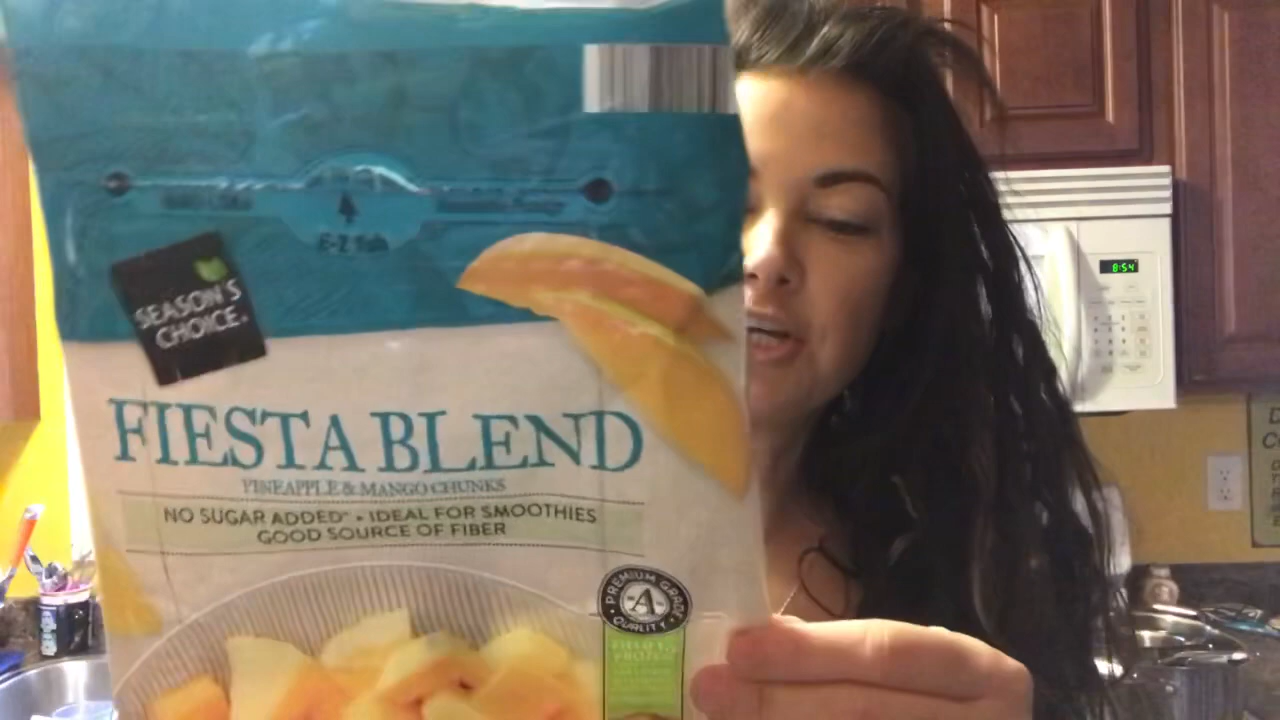 E-Z Tab
SEASON'S
CHOICE
FIESTA BLEND
PINEAPPLE & MANGO CHUNKS
NO SUGAR ADDED* • IDEAL FOR SMOOTHIES
GOOD SOURCE OF FIBER
PREMIUM GRADE
A
QUALITY
8:54